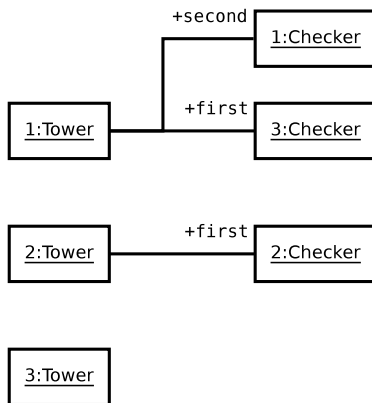 +second
1:Checker
+first
1:Tower
3:Checker
+first
2:Tower
2:Checker
3:Tower